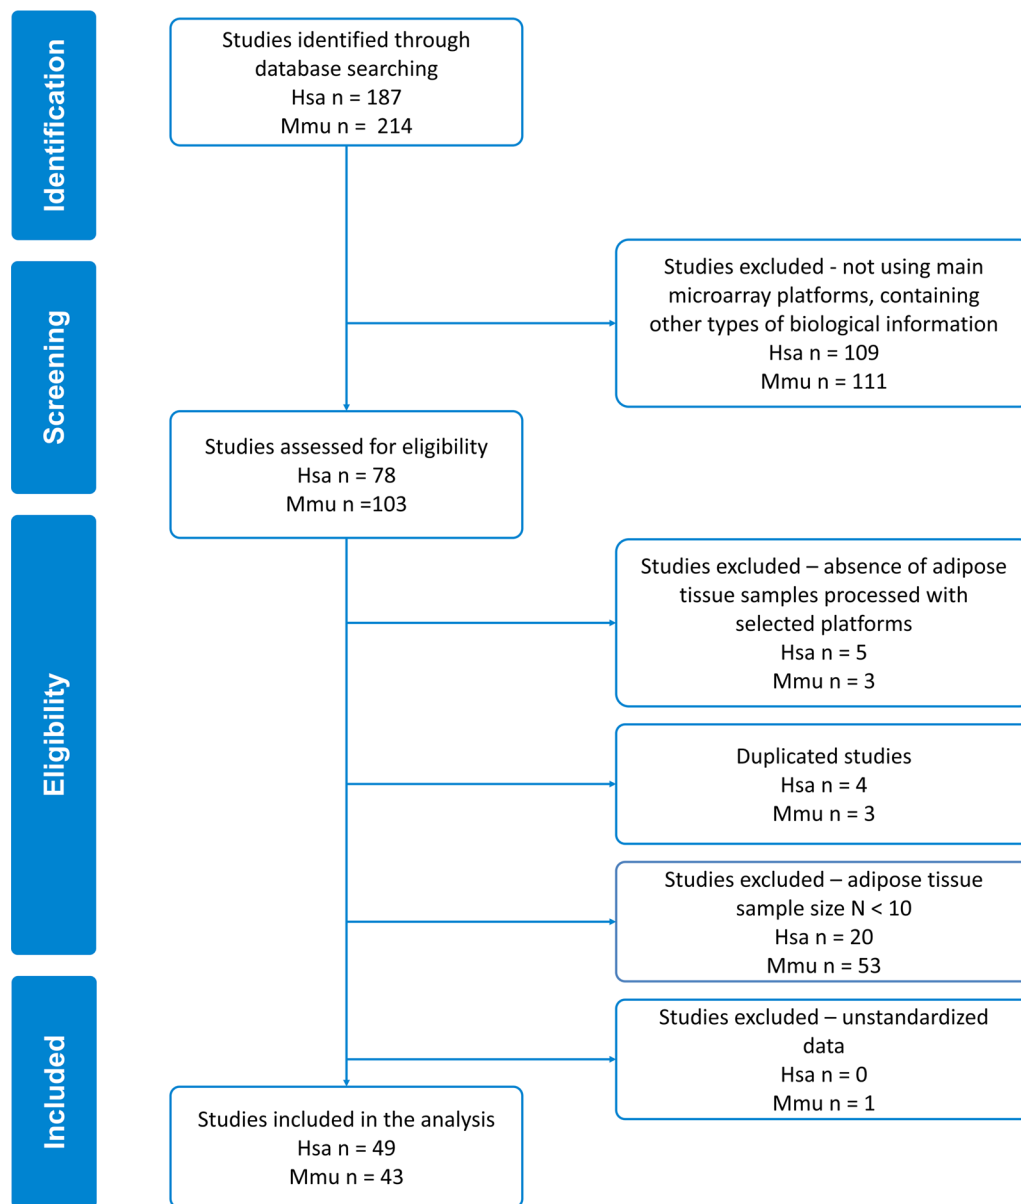 Identification
Studies identified through
database searching
Hsa n = 187
Mmu n =  214
Screening
Studies excluded - not using main
microarray platforms, containing
other types of biological information
Hsa n = 109
Mmu n = 111
Studies assessed for eligibility
Hsa n = 78
Mmu n =103
Eligibility
Studies excluded – absence of adipose
tissue samples processed with
selected platforms
Hsa n = 5
Mmu n = 3
Duplicated studies
Hsa n = 4
Mmu n = 3
Studies excluded – adipose tissue
sample size N < 10
Hsa n = 20
Mmu n = 53
Included
Studies excluded – unstandardized
data
Hsa n = 0
Mmu n = 1
Studies included in the analysis
Hsa n = 49
Mmu n = 43